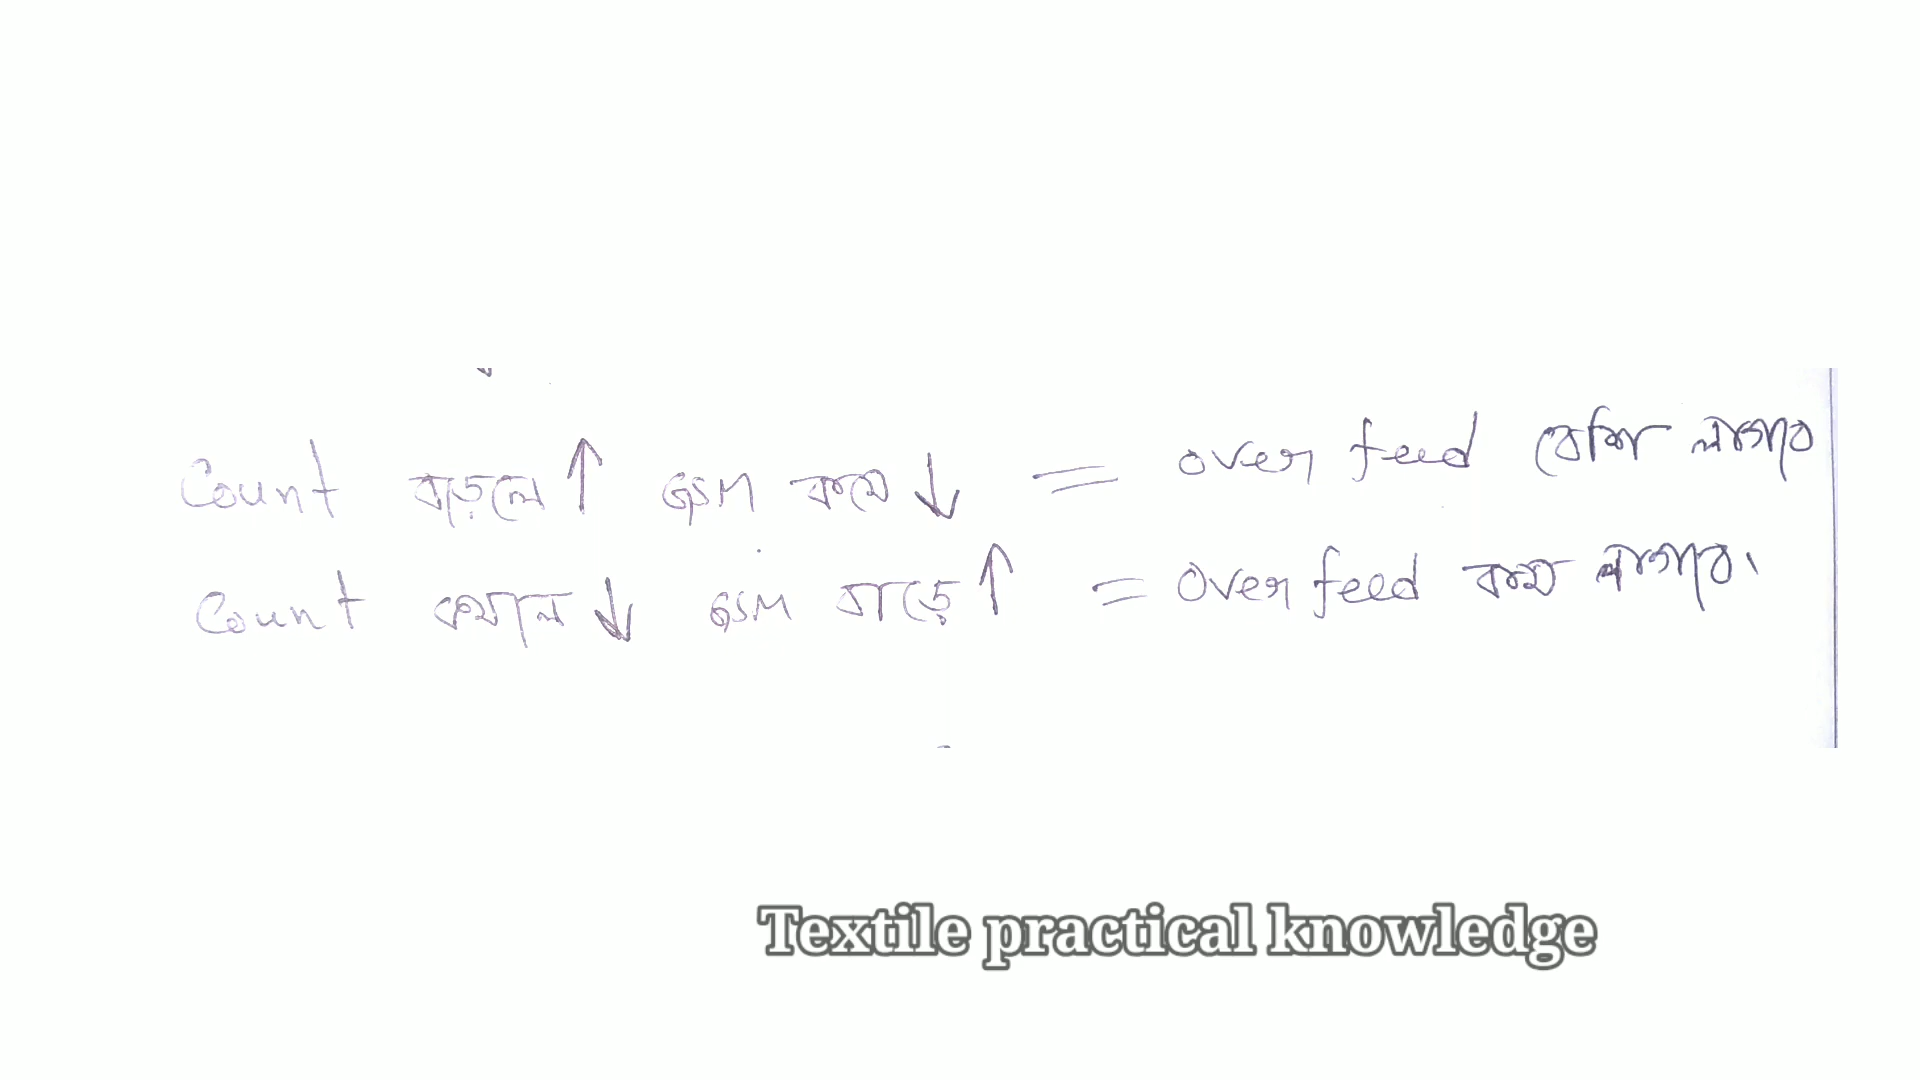 Count বাড়লে ↑ GSM কমে ↓ = over feed বেশি লাগবে
Count কমলে ↓ GSM বাড়ে ↑ = over feed কম লাগবে।
Textile practical knowledge